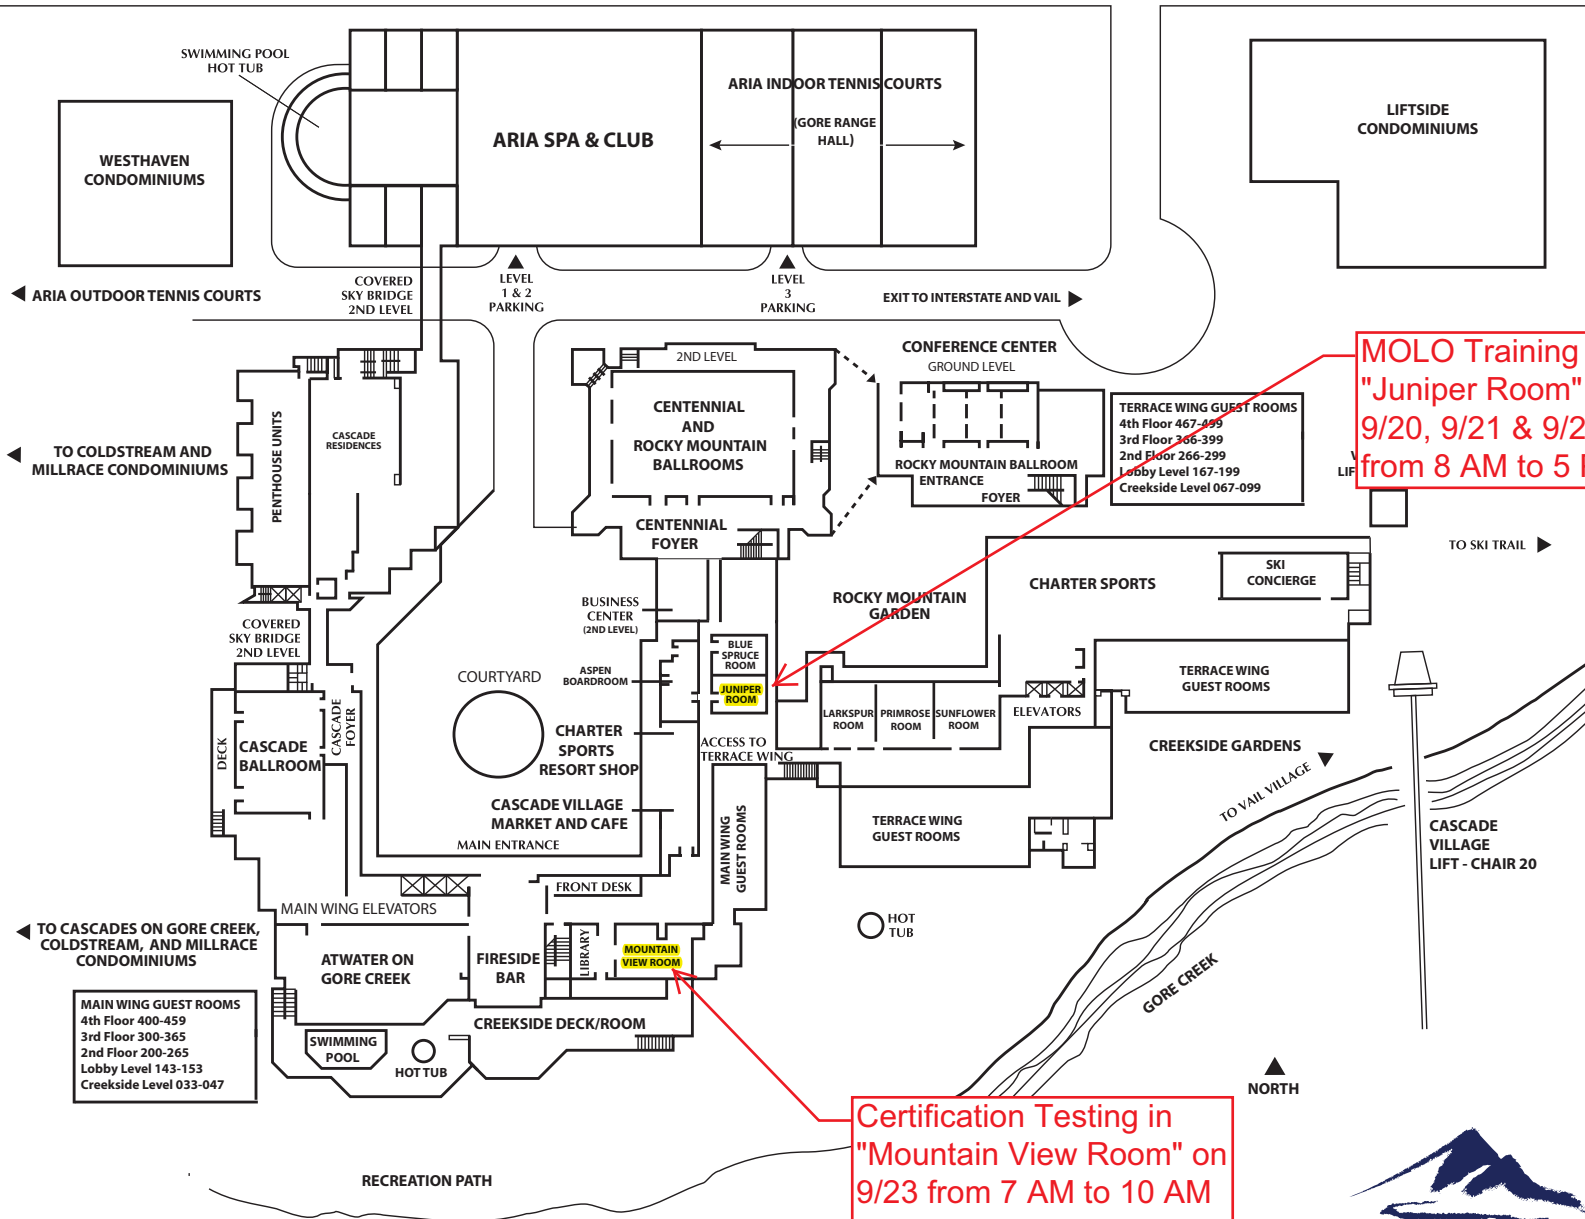 SWIMMING POOL
HOT TUB
WESTHAVEN
CONDOMINIUMS
ARIA SPA & CLUB
ARIA INDOOR TENNIS COURTS
(GORE RANGE
HALL)
LIFTSIDE
CONDOMINIUMS
ARIA OUTDOOR TENNIS COURTS
COVERED
SKY BRIDGE
2ND LEVEL
LEVEL
1 & 2
PARKING
LEVEL
3
PARKING
EXIT TO INTERSTATE AND VAIL
2ND LEVEL
CENTENNIAL
AND
ROCKY MOUNTAIN
BALLROOMS
CENTENNIAL
FOYER
CONFERENCE CENTER
GROUND LEVEL
ROCKY MOUNTAIN BALLROOM
ENTRANCE
FOYER
TERRACE WING GUEST ROOMS
4th Floor 467-499
3rd Floor 366-399
2nd Floor 266-299
Lobby Level 167-199
Creekside Level 067-099
MOLO Training
"Juniper Room"
9/20, 9/21 & 9/2
from 8 AM to 5
LIF
TO SKI TRAIL
PENTHOUSE UNITS
CASCADE
RESIDENCES
TO COLDSTREAM AND
MILLRACE CONDOMINIUMS
COVERED
SKY BRIDGE
2ND LEVEL
BUSINESS
CENTER
(2ND LEVEL)
ASPEN
BOARDROOM
BLUE
SPRUCE
ROOM
JUNIPER
ROOM
ROCKY MOUNTAIN
GARDEN
CHARTER SPORTS
SKI
CONCIERGE
TERRACE WING
GUEST ROOMS
LARKSPUR
ROOM
PRIMROSE
ROOM
SUNFLOWER
ROOM
ELEVATORS
COURTYARD
CHARTER
SPORTS
RESORT SHOP
ACCESS TO
TERRACE WING
CREEKSIDE GARDENS
TO VAIL VILLAGE
DECK
CASCADE
BALLROOM
CASCADE
FOYER
CASCADE VILLAGE
MARKET AND CAFE
MAIN ENTRANCE
MAIN WING
GUEST ROOMS
TERRACE WING
GUEST ROOMS
CASCADE
VILLAGE
LIFT - CHAIR 20
FRONT DESK
MAIN WING ELEVATORS
HOT
TUB
TO CASCADES ON GORE CREEK,
COLDSTREAM, AND MILLRACE
CONDOMINIUMS
ATWATER ON
GORE CREEK
FIRESIDE
BAR
LIBRARY
MOUNTAIN
VIEW ROOM
GORE CREEK
MAIN WING GUEST ROOMS
4th Floor 400-459
3rd Floor 300-365
2nd Floor 200-265
Lobby Level 143-153
Creekside Level 033-047
SWIMMING
POOL
HOT TUB
CREEKSIDE DECK/ROOM
NORTH
Certification Testing in
"Mountain View Room" on
9/23 from 7 AM to 10 AM
RECREATION PATH